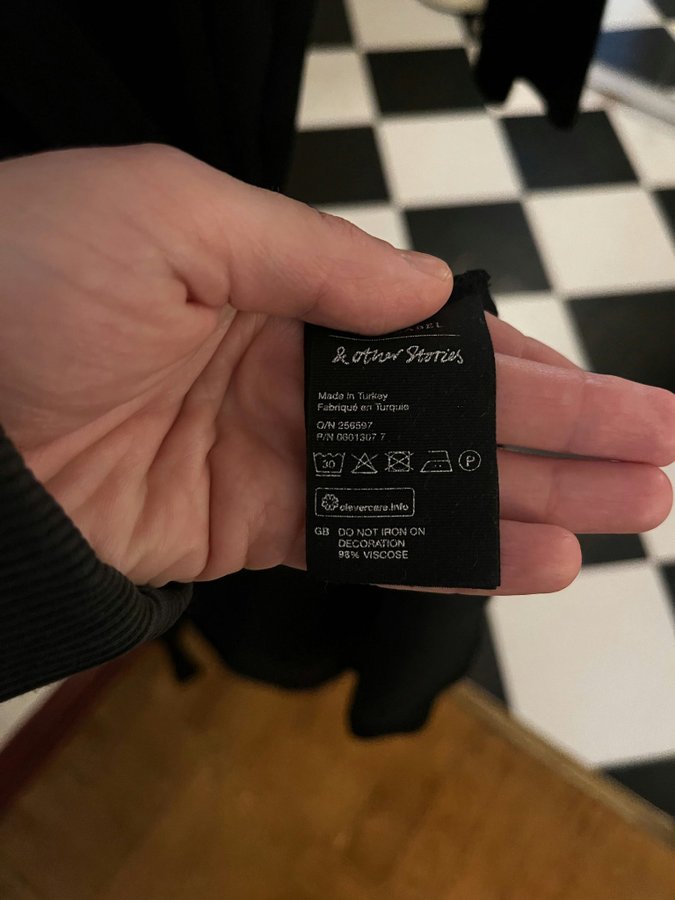 & Other Stories
Made in Turkey
Fabriqué en Turquie
O/N 256597
P/N 0601307 7
30 P
clevercare.info
GB DO NOT IRON ON
DECORATION
98% VISCOSE